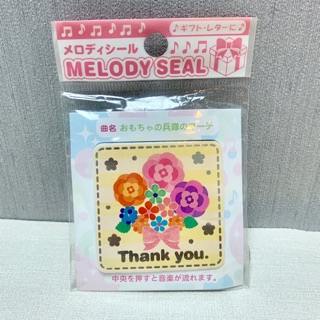 ♪ギフト・レターに♪
メロディシール
MELODY SEAL
曲名 おもちゃの兵隊のマーチ
Thank you.
中央を押すと音楽が流れます。